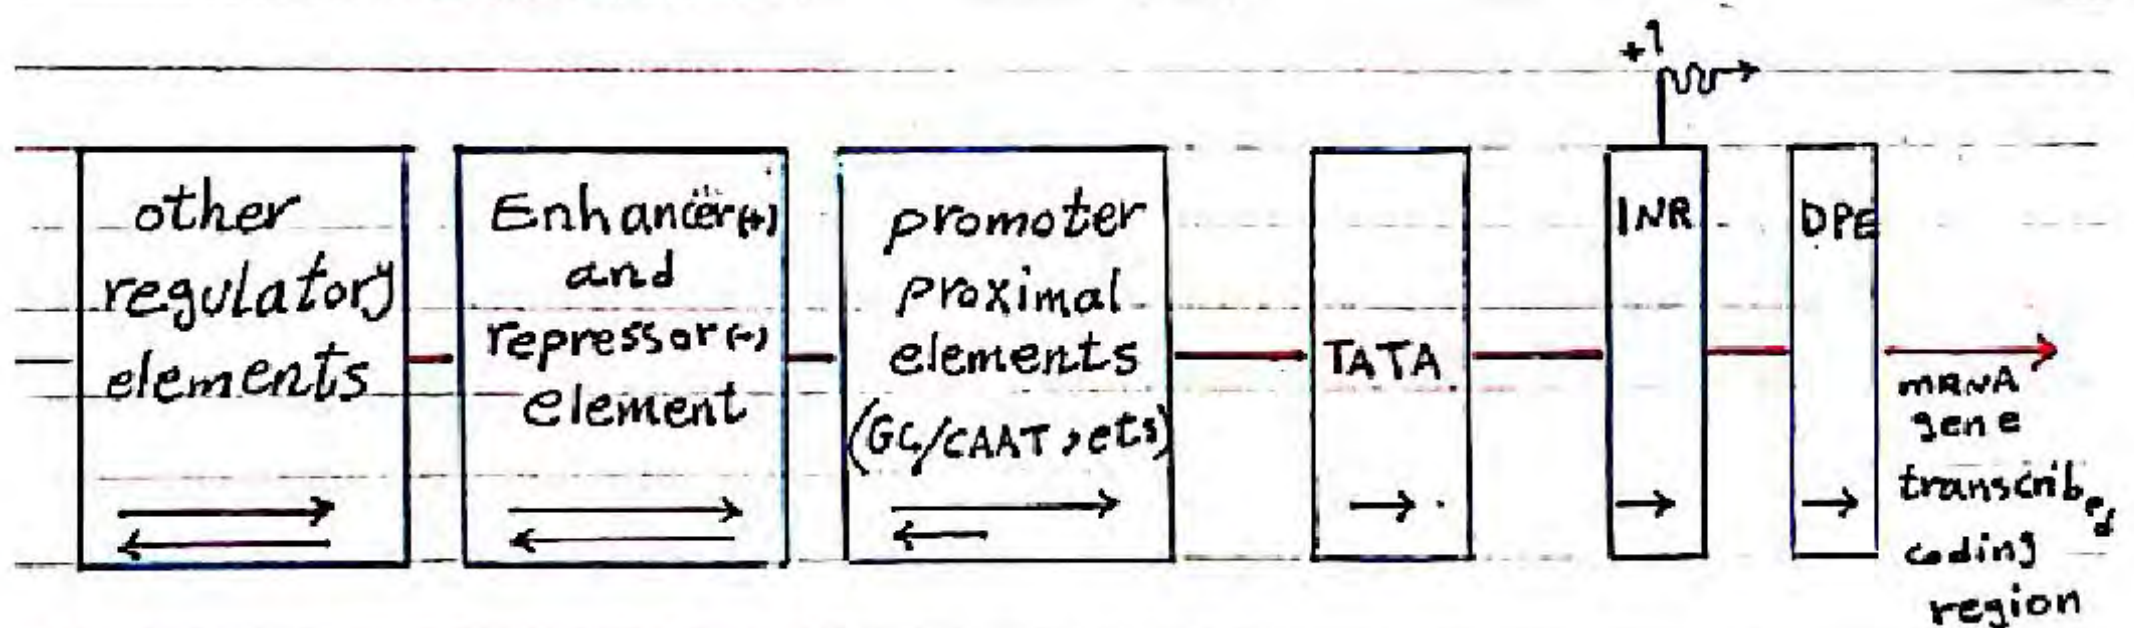 +1
other
regulatory
elements
Enhancer(+)
and
repressor(-)
element
promoter
proximal
elements
(GC/CAAT, ets)
TATA
INR
DPE
mRNA
gene
transcribed
coding
region